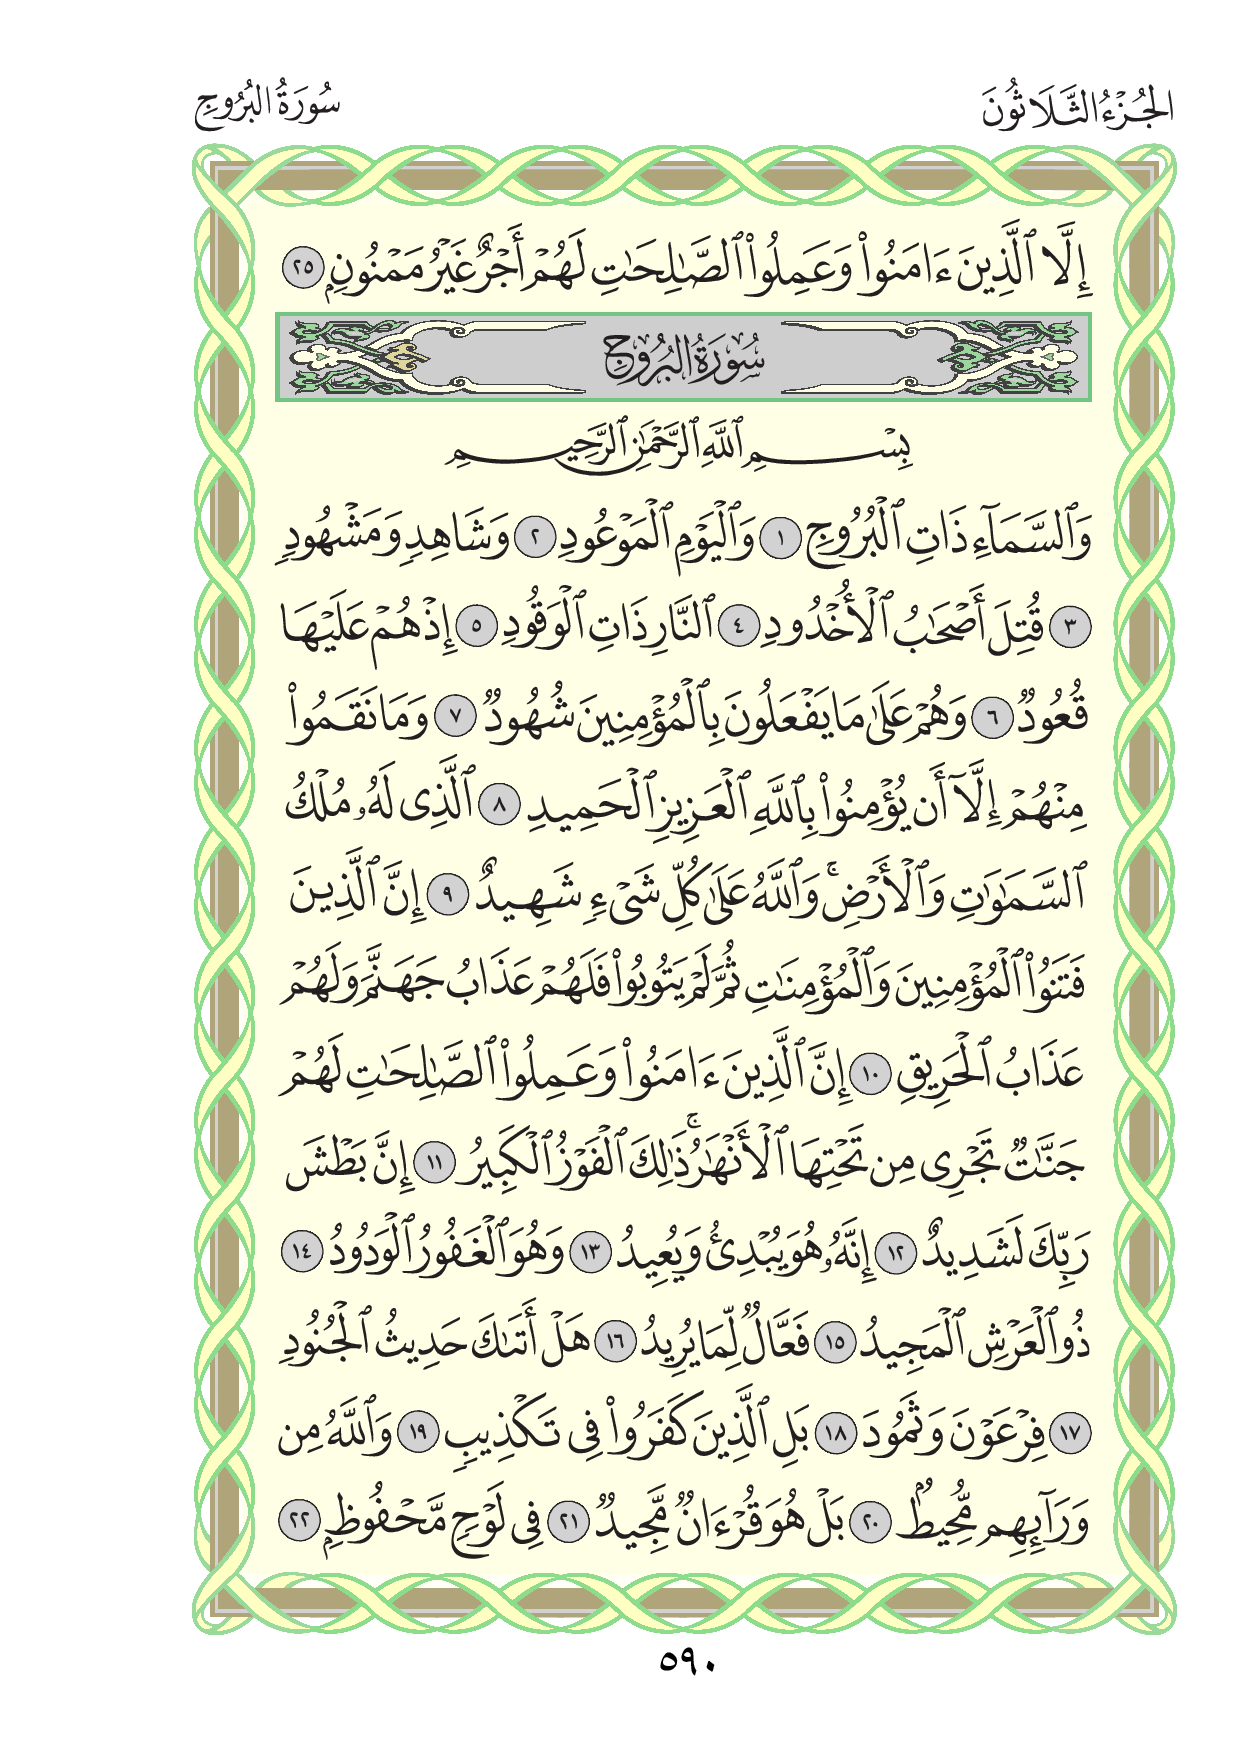 الجُزْءُ الثَّلَاثُونَ
سُورَةُ البُرُوجِ
إِلَّا ٱلَّذِينَ ءَامَنُوا۟ وَعَمِلُوا۟ ٱلصَّٰلِحَٰتِ لَهُمْ أَجْرٌ غَيْرُ مَمْنُونٍۭ ٢٥
سُورَةُ البُرُوجِ
بِسْمِ ٱللَّهِ ٱلرَّحْمَٰنِ ٱلرَّحِيمِ
وَٱلسَّمَآءِ ذَاتِ ٱلْبُرُوجِ ١ وَٱلْيَوْمِ ٱلْمَوْعُودِ ٢ وَشَاهِدٍ وَمَشْهُودٍ
٣ قُتِلَ أَصْحَٰبُ ٱلْأُخْدُودِ ٤ ٱلنَّارِ ذَاتِ ٱلْوَقُودِ ٥ إِذْ هُمْ عَلَيْهَا
قُعُودٌ ٦ وَهُمْ عَلَىٰ مَا يَفْعَلُونَ بِٱلْمُؤْمِنِينَ شُهُودٌ ٧ وَمَا نَقَمُوا۟
مِنْهُمْ إِلَّآ أَن يُؤْمِنُوا۟ بِٱللَّهِ ٱلْعَزِيزِ ٱلْحَمِيدِ ٨ ٱلَّذِى لَهُۥ مُلْكُ
ٱلسَّمَٰوَٰتِ وَٱلْأَرْضِ ۚ وَٱللَّهُ عَلَىٰ كُلِّ شَىْءٍ شَهِيدٌ ٩ إِنَّ ٱلَّذِينَ
فَتَنُوا۟ ٱلْمُؤْمِنِينَ وَٱلْمُؤْمِنَٰتِ ثُمَّ لَمْ يَتُوبُوا۟ فَلَهُمْ عَذَابُ جَهَنَّمَ وَلَهُمْ
عَذَابُ ٱلْحَرِيقِ ١٠ إِنَّ ٱلَّذِينَ ءَامَنُوا۟ وَعَمِلُوا۟ ٱلصَّٰلِحَٰتِ لَهُمْ
جَنَّٰتٌ تَجْرِى مِن تَحْتِهَا ٱلْأَنْهَٰرُ ۚ ذَٰلِكَ ٱلْفَوْزُ ٱلْكَبِيرُ ١١ إِنَّ بَطْشَ
رَبِّكَ لَشَدِيدٌ ١٢ إِنَّهُۥ هُوَ يُبْدِئُ وَيُعِيدُ ١٣ وَهُوَ ٱلْغَفُورُ ٱلْوَدُودُ ١٤
ذُو ٱلْعَرْشِ ٱلْمَجِيدُ ١٥ فَعَّالٌ لِّمَا يُرِيدُ ١٦ هَلْ أَتَىٰكَ حَدِيثُ ٱلْجُنُودِ
١٧ فِرْعَوْنَ وَثَمُودَ ١٨ بَلِ ٱلَّذِينَ كَفَرُوا۟ فِى تَكْذِيبٍ ١٩ وَٱللَّهُ مِن
وَرَآئِهِم مُّحِيطٌۢ ٢٠ بَلْ هُوَ قُرْءَانٌ مَّجِيدٌ ٢١ فِى لَوْحٍ مَّحْفُوظٍۭ ٢٢
٥٩٠